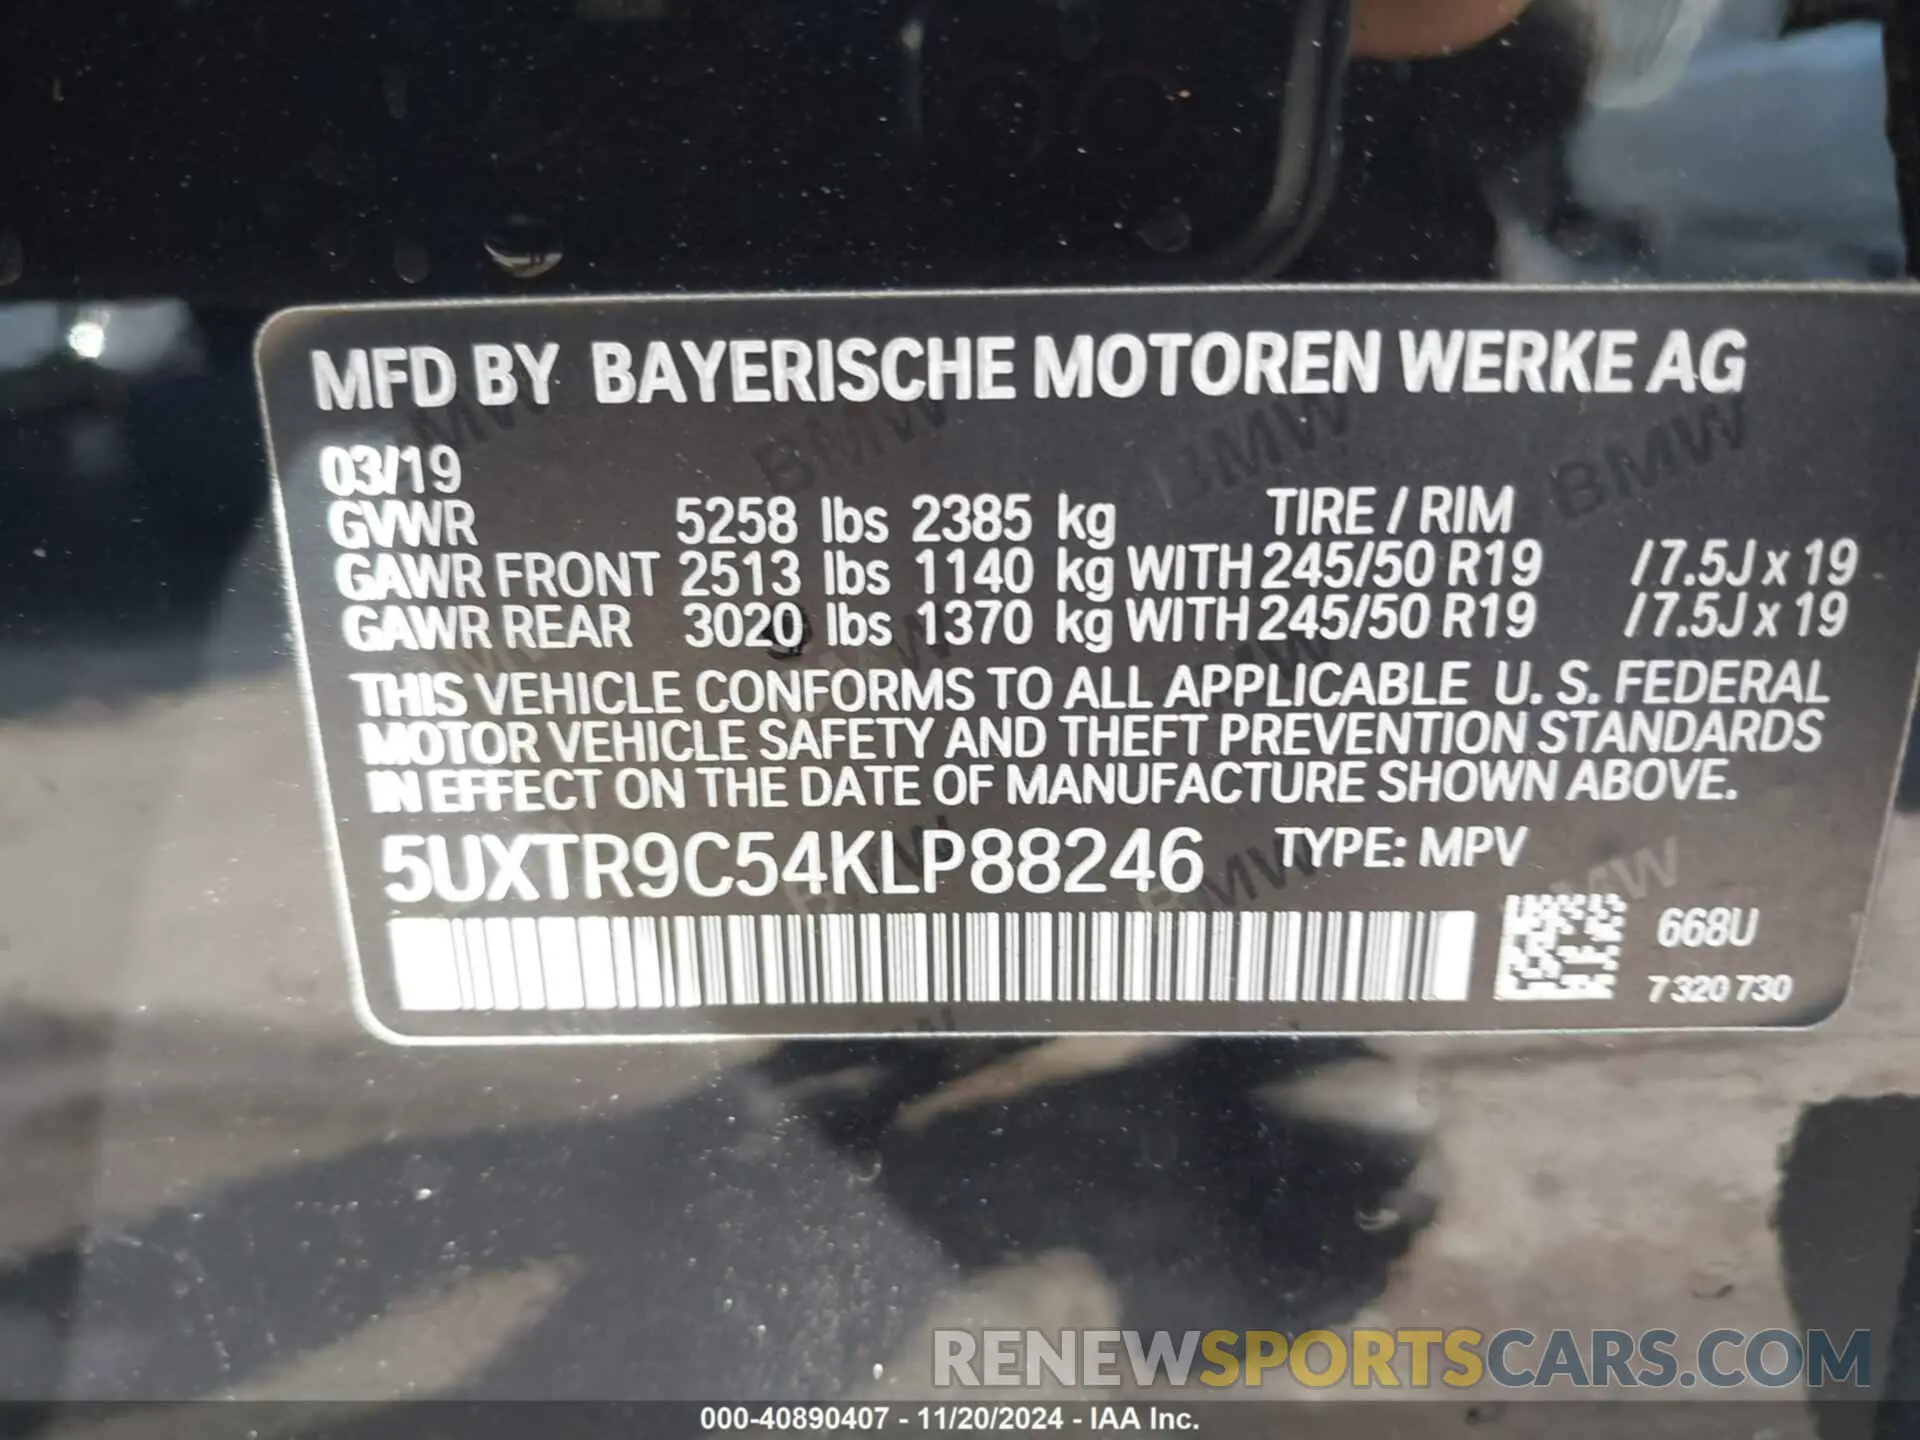 MFD BY BAYERISCHE MOTOREN WERKE AG
03/19
GVWR 5258 lbs 2385 kg TIRE / RIM
GAWR FRONT 2513 lbs 1140 kg WITH 245/50 R19 /7.5J x 19
GAWR REAR 3020 lbs 1370 kg WITH 245/50 R19 /7.5J x 19
THIS VEHICLE CONFORMS TO ALL APPLICABLE U. S. FEDERAL
MOTOR VEHICLE SAFETY AND THEFT PREVENTION STANDARDS
IN EFFECT ON THE DATE OF MANUFACTURE SHOWN ABOVE.
5UXTR9C54KLP88246 TYPE: MPV
668U
7 320 730
RENEWSPORTSCARS.COM
000-40890407 - 11/20/2024 - IAA Inc.